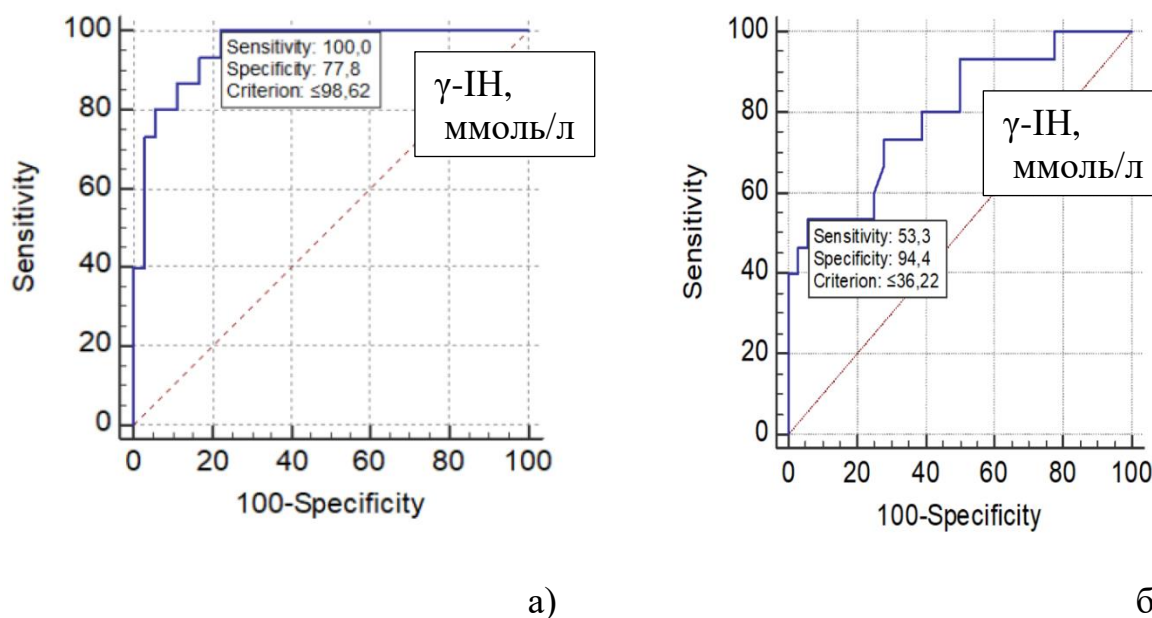 100
80
60
40
20
0
Sensitivity
Sensitivity: 100,0
Specificity: 77,8
Criterion: ≤98,62
γ-ІН,
ммоль/л
0 20 40 60 80 100
100-Specificity
а)
100
80
60
40
20
0
Sensitivity
γ-ІН,
ммоль/л
Sensitivity: 53,3
Specificity: 94,4
Criterion: ≤36,22
0 20 40 60 80 100
100-Specificity
б